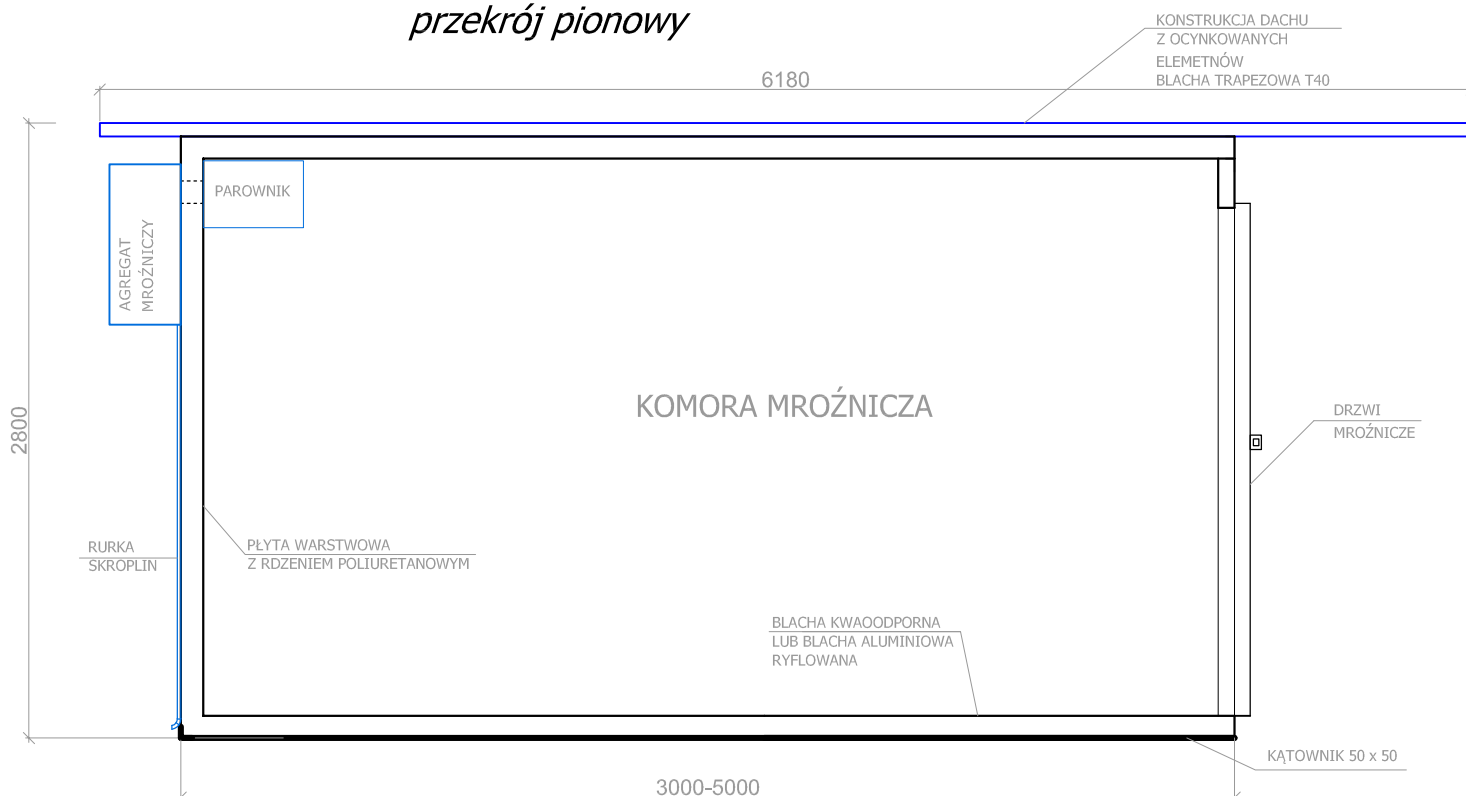 przekrój pionowy
KONSTRUKCJA DACHU
Z OCYNKOWANYCH
ELEMETNÓW
BLACHA TRAPEZOWA T40
6180
PAROWNIK
AGREGAT
MROŹNICZY
2800
KOMORA MROŹNICZA
DRZWI
MROŹNICZE
RURKA
SKROPLIN
PŁYTA WARSTWOWA
Z RDZENIEM POLIURETANOWYM
BLACHA KWAOODPORNA
LUB BLACHA ALUMINIOWA
RYFLOWANA
KĄTOWNIK 50 x 50
3000-5000